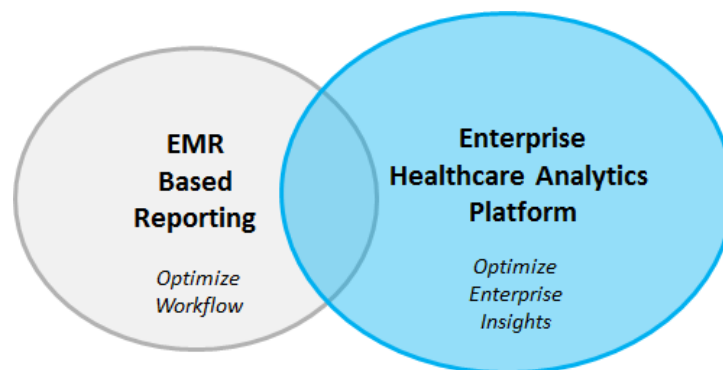 EMR
Based
Reporting
Optimize
Workflow
Enterprise
Healthcare Analytics
Platform
Optimize
Enterprise
Insights